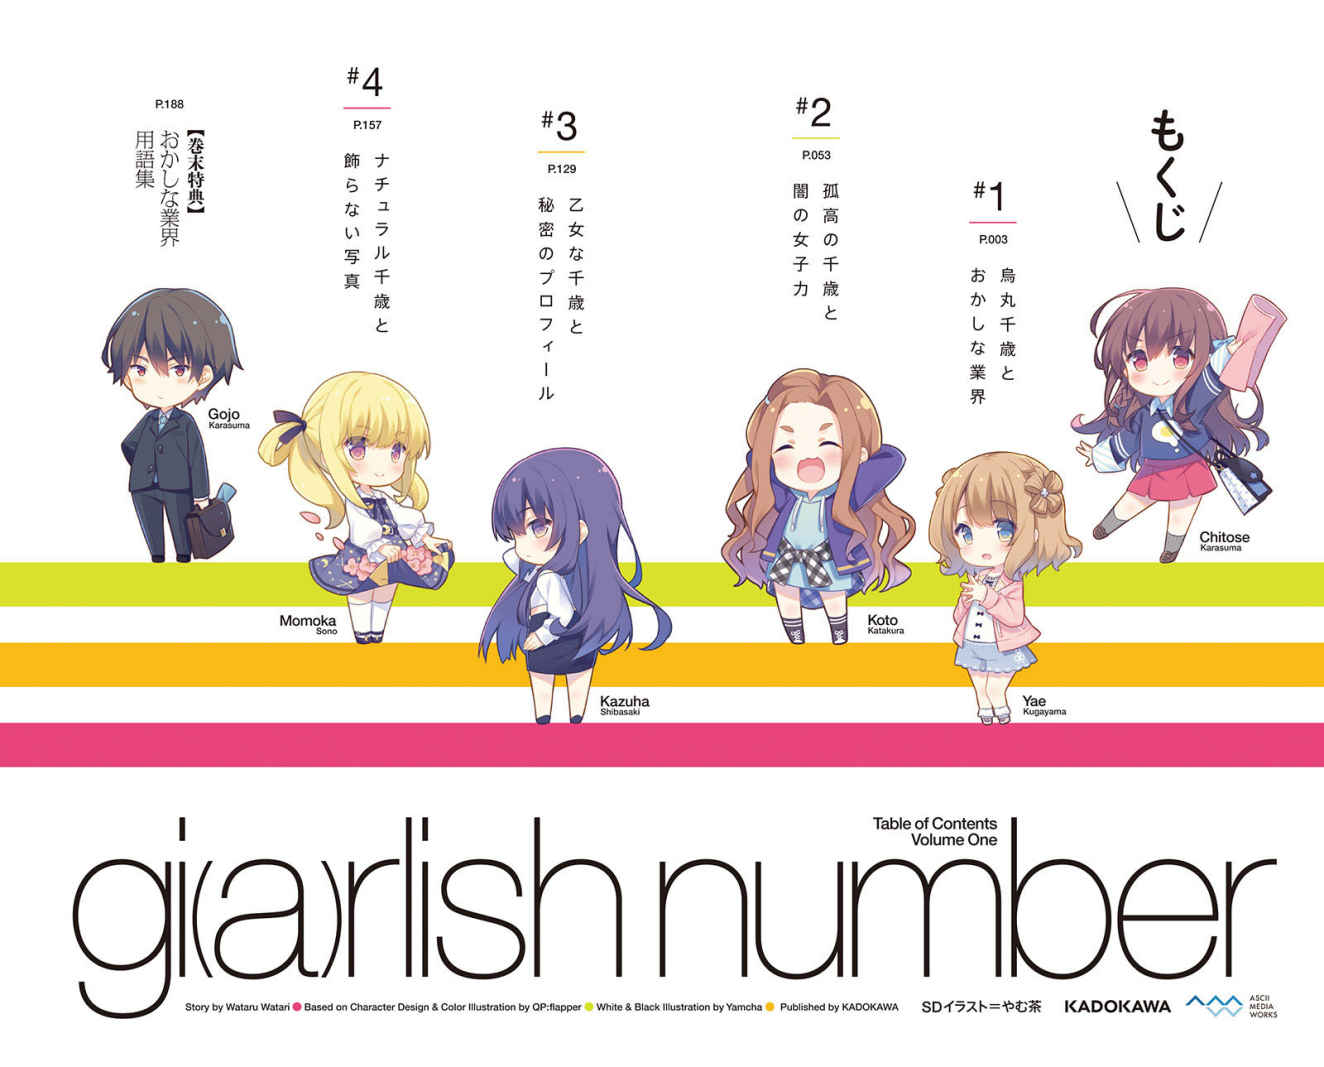 もくじ
#1
P.003
烏丸千歳と
おかしな業界
#2
P.053
孤高の千歳と
闇の女子力
#3
P.129
乙女な千歳と
秘密のプロフィール
#4
P.157
ナチュラル千歳と
飾らない写真
P.188
【巻末特典】
おかしな業界
用語集
Chitose
Karasuma
Yae
Kugayama
Koto
Katakura
Kazuha
Shibasaki
Momoka
Sono
Gojo
Karasuma
Table of Contents
Volume One
gi(a)rlish number
Story by Wataru Watari ● Based on Character Design & Color Illustration by QP:flapper ● White & Black Illustration by Yamcha ● Published by KADOKAWA
SDイラスト=やむ茶
KADOKAWA
ASCII
MEDIA
WORKS